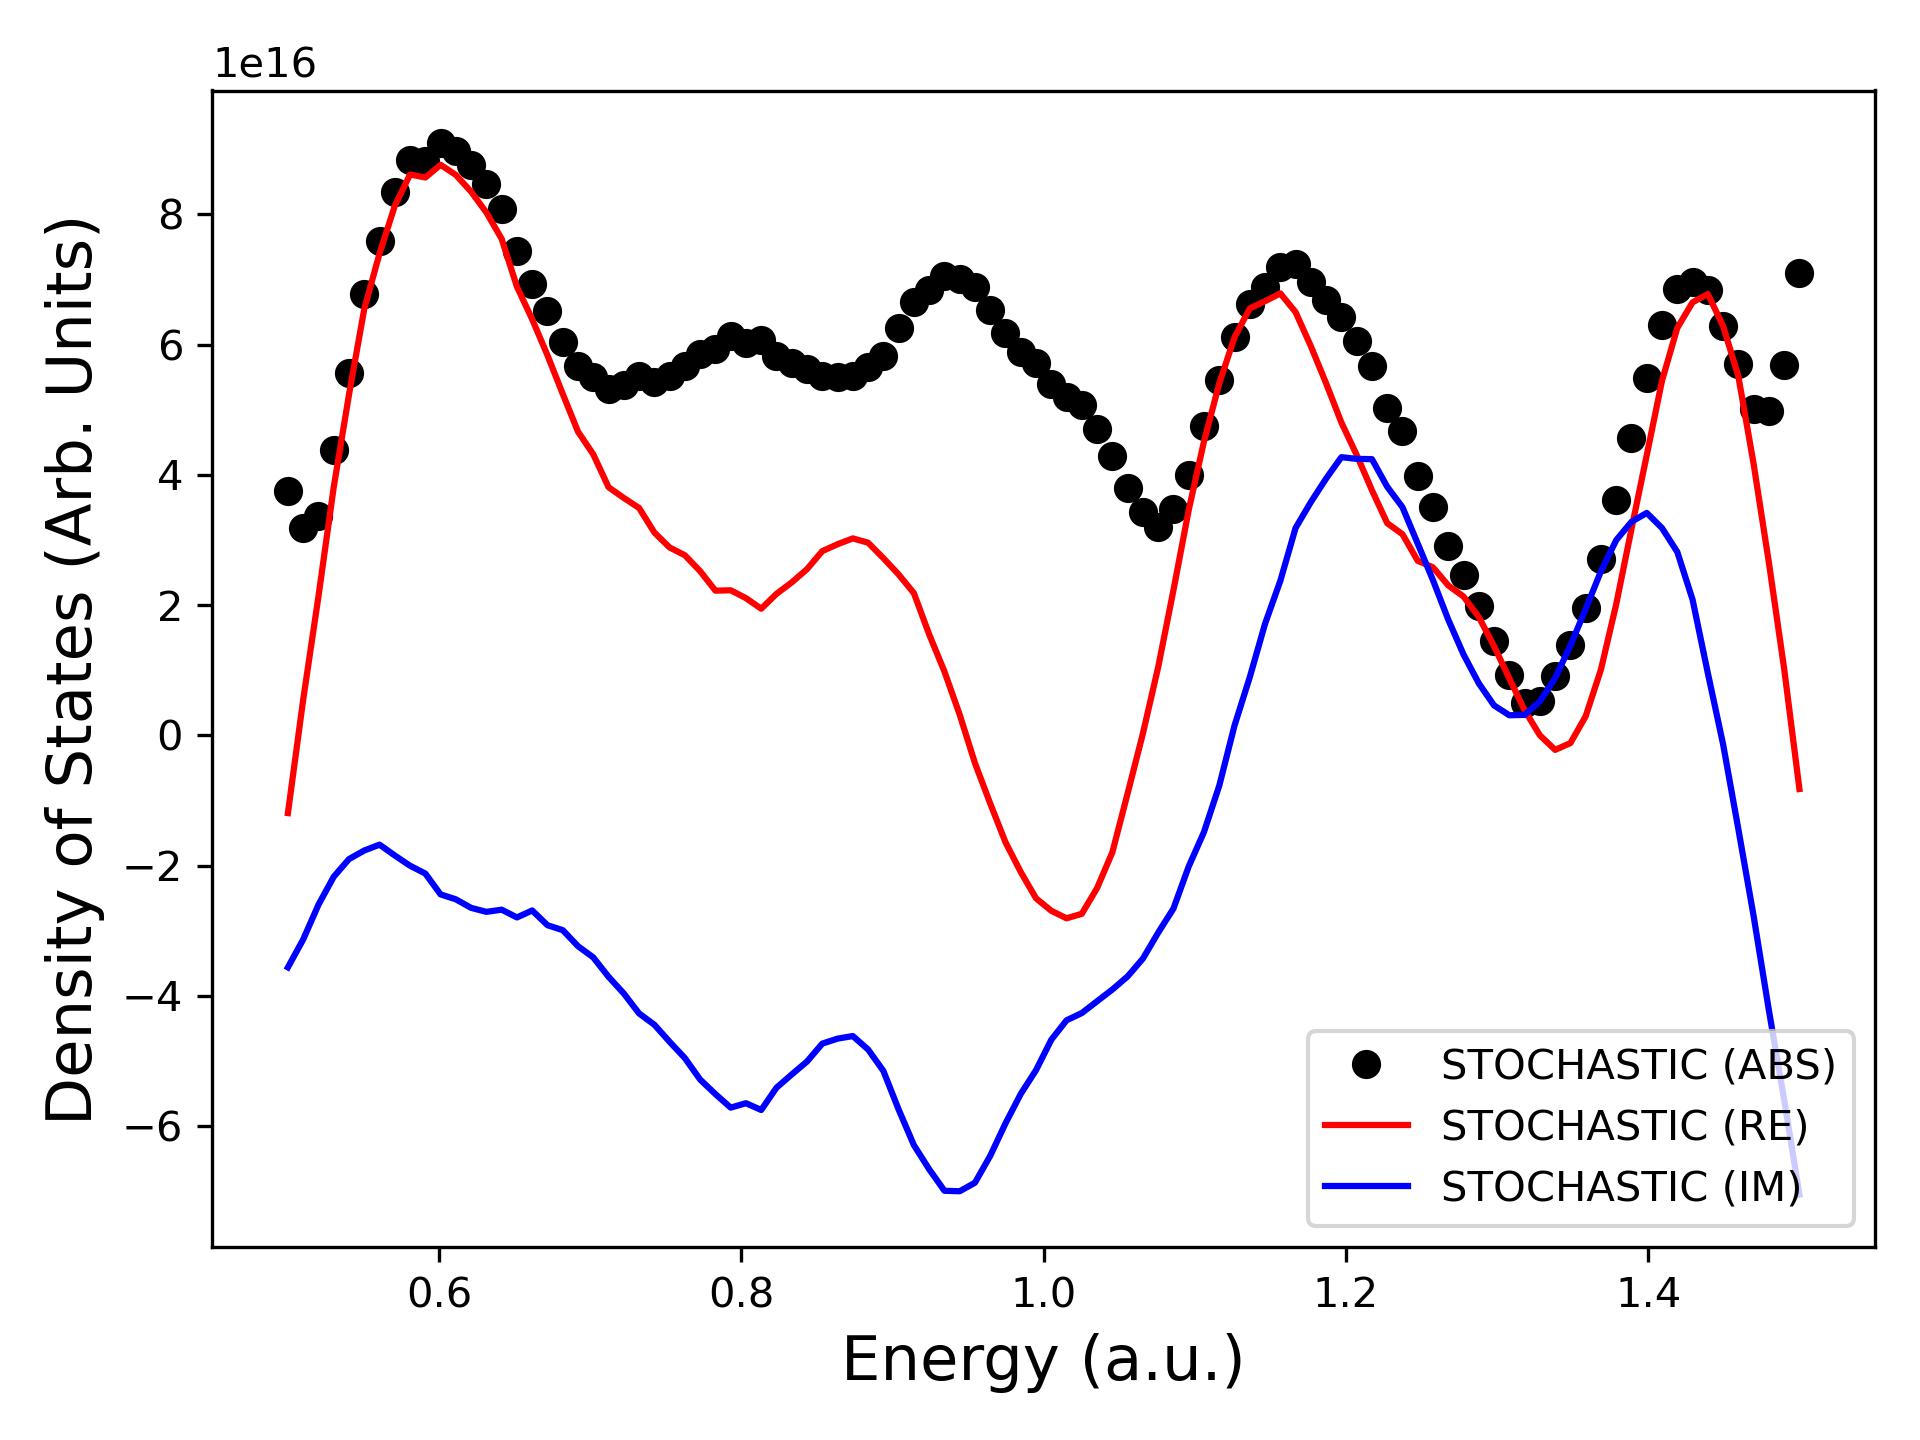 1e16
Density of States (Arb. Units)
8
6
4
2
0
−2
−4
−6
STOCHASTIC (ABS)
STOCHASTIC (RE)
STOCHASTIC (IM)
0.6 0.8 1.0 1.2 1.4
Energy (a.u.)